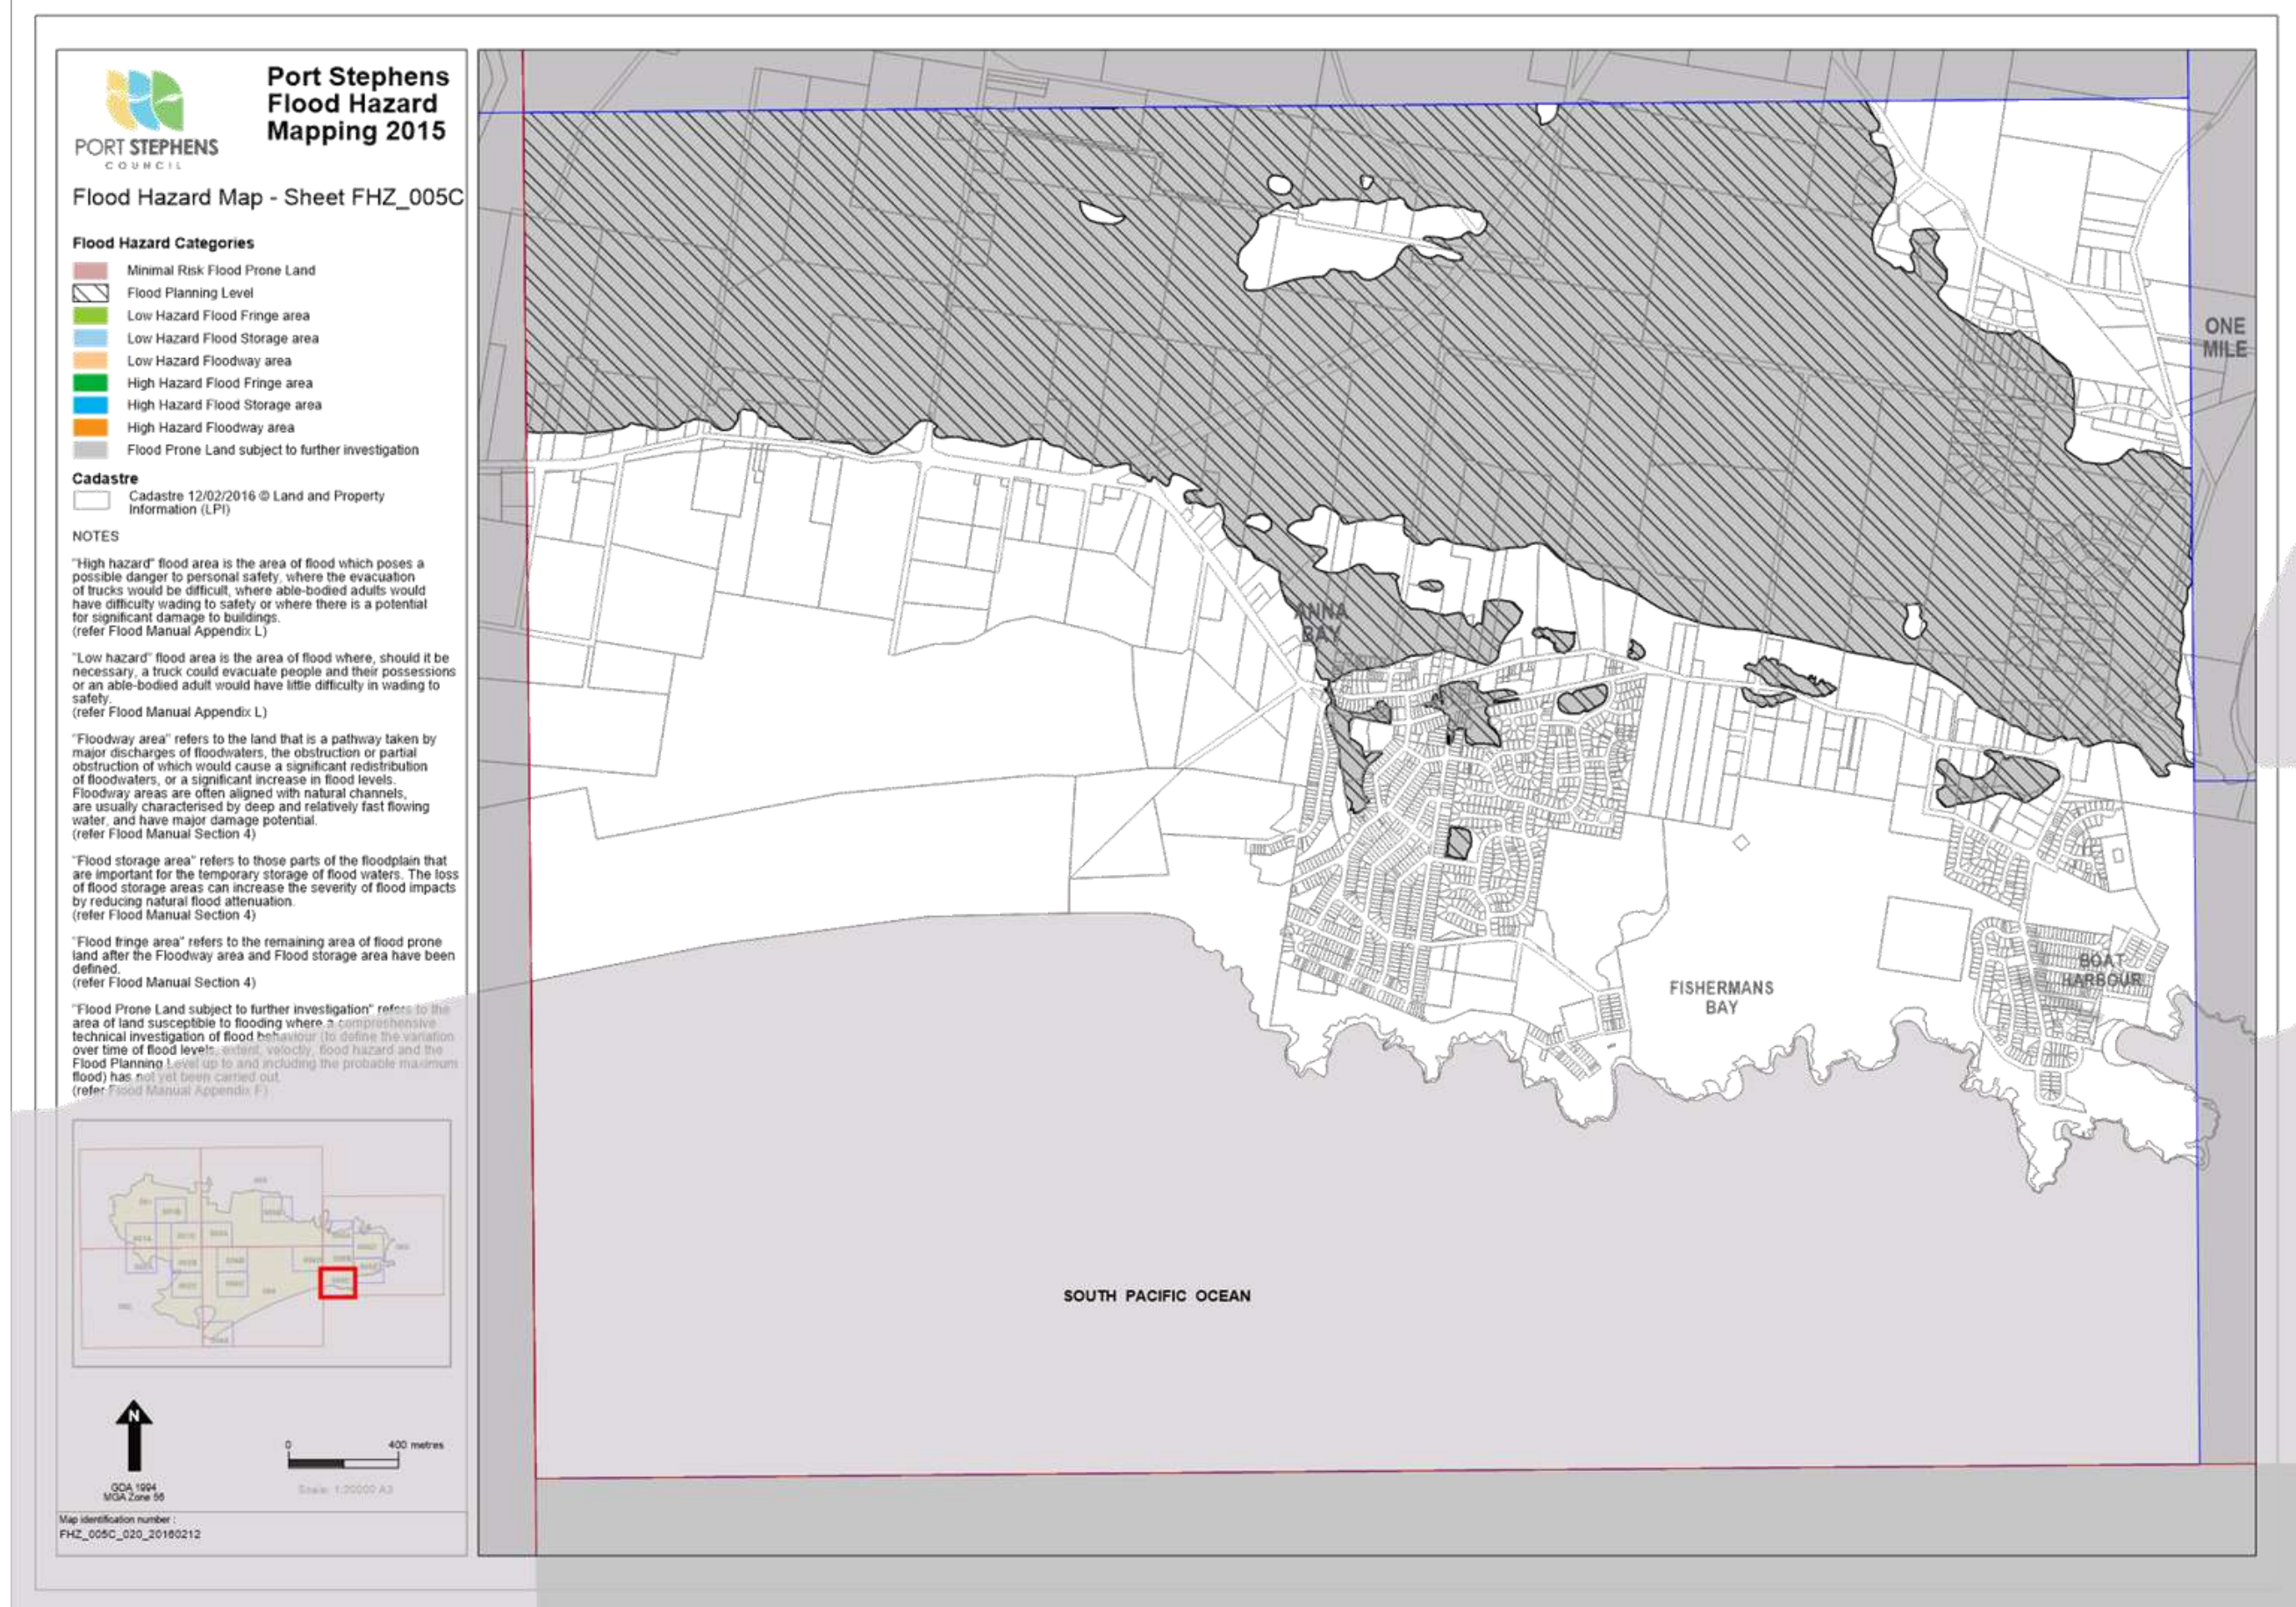 PORT STEPHENS
COUNCIL
Port Stephens
Flood Hazard
Mapping 2015
Flood Hazard Map - Sheet FHZ_005C
Flood Hazard Categories
Minimal Risk Flood Prone Land
Flood Planning Level
Low Hazard Flood Fringe area
Low Hazard Flood Storage area
Low Hazard Floodway area
High Hazard Flood Fringe area
High Hazard Flood Storage area
High Hazard Floodway area
Flood Prone Land subject to further investigation
Cadastre
Cadastre 12/02/2016 © Land and Property
Information (LPI)
NOTES
"High hazard" flood area is the area of flood which poses a
possible danger to personal safety, where the evacuation
of trucks would be difficult, where able-bodied adults would
have difficulty wading to safety or where there is a potential
for significant damage to buildings.
(refer Flood Manual Appendix L)
"Low hazard" flood area is the area of flood where, should it be
necessary, a truck could evacuate people and their possessions
or an able-bodied adult would have little difficulty in wading to
safety.
(refer Flood Manual Appendix L)
"Floodway area" refers to the land that is a pathway taken by
major discharges of floodwaters, the obstruction or partial
obstruction of which would cause a significant redistribution
of floodwaters, or a significant increase in flood levels.
Floodway areas are often aligned with natural channels,
are usually characterised by deep and relatively fast flowing
water, and have major damage potential.
(refer Flood Manual Section 4)
"Flood storage area" refers to those parts of the floodplain that
are important for the temporary storage of flood waters. The loss
of flood storage areas can increase the severity of flood impacts
by reducing natural flood attenuation.
(refer Flood Manual Section 4)
"Flood fringe area" refers to the remaining area of flood prone
land after the Floodway area and Flood storage area have been
defined.
(refer Flood Manual Section 4)
"Flood Prone Land subject to further investigation" refers to the
area of land susceptible to flooding where a comprehensive
technical investigation of flood behaviour (to define the variation
over time of flood levels, extent, velocity, flood hazard and the
Flood Planning Level up to and including the probable maximum
flood) has not yet been carried out.
(refer Flood Manual Appendix F)
N
GDA 1994
MGA Zone 56
0 400 metres
Scale: 1:20000 A3
Map identification number :
FHZ_005C_020_20160212
ONE
MILE
ANNA
BAY
FISHERMANS
BAY
BOAT
HARBOUR
SOUTH PACIFIC OCEAN